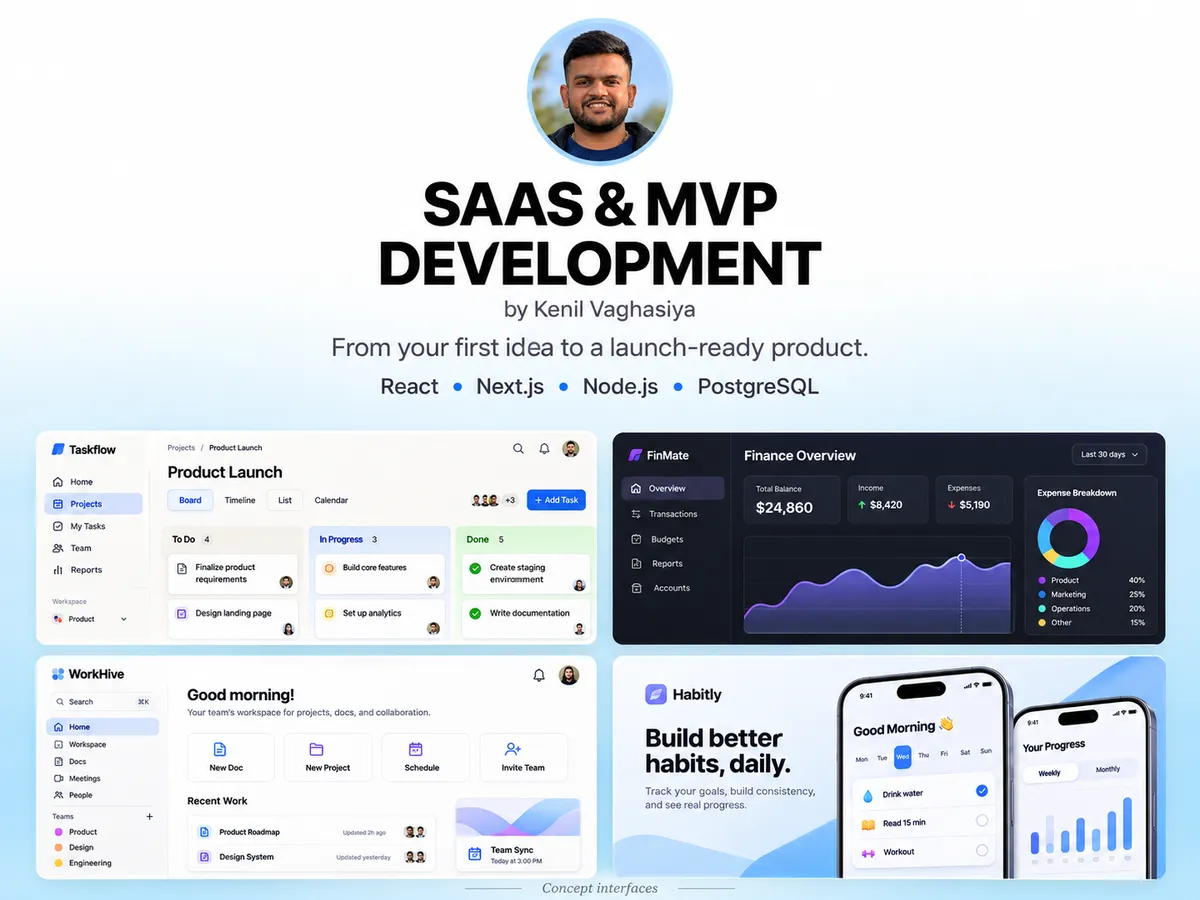 SAAS & MVP
DEVELOPMENT
by Kenil Vaghasiya
From your first idea to a launch-ready product.
React • Next.js • Node.js • PostgreSQL
Taskflow
Home
Projects
My Tasks
Team
Reports
Workspace
Product
Projects / Product Launch
Product Launch
Board Timeline List Calendar
+3
+ Add Task
To Do 4
Finalize product
requirements
Design landing page
In Progress 3
Build core features
Set up analytics
Done 5
Create staging
environment
Write documentation
FinMate
Overview
Transactions
Budgets
Reports
Accounts
Finance Overview
Last 30 days
Total Balance
$24,860
Income
$8,420
Expenses
$5,190
Expense Breakdown
Product 40%
Marketing 25%
Operations 20%
Other 15%
WorkHive
Search ⌘K
Home
Workspace
Docs
Meetings
People
Teams +
Product
Design
Engineering
Good morning!
Your team's workspace for projects, docs, and collaboration.
New Doc
New Project
Schedule
Invite Team
Recent Work
Product Roadmap Updated 2h ago
Design System Updated yesterday
Team Sync
Today at 3:00 PM
Habitly
Build better
habits, daily.
Track your goals, build consistency,
and see real progress.
9:41
Good Morning 👋
Mon Tue Wed Thu Fri Sat Sun
Drink water
Read 15 min
Workout
9:41
Your Progress
Weekly Monthly
Concept interfaces